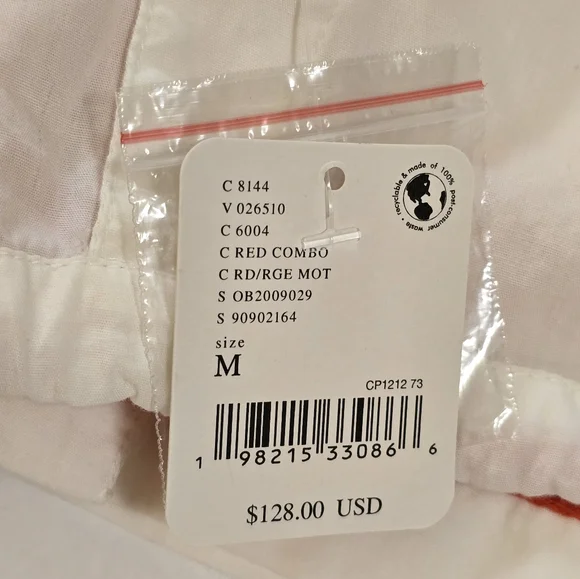 C 8144
V 026510
C 6004
C RED COMBO
C RD/RGE MOT
S OB2009029
S 90902164
size
M
recyclable & made of 100% post-consumer waste •
CP1212 73
1 98215 33086 6
$128.00 USD